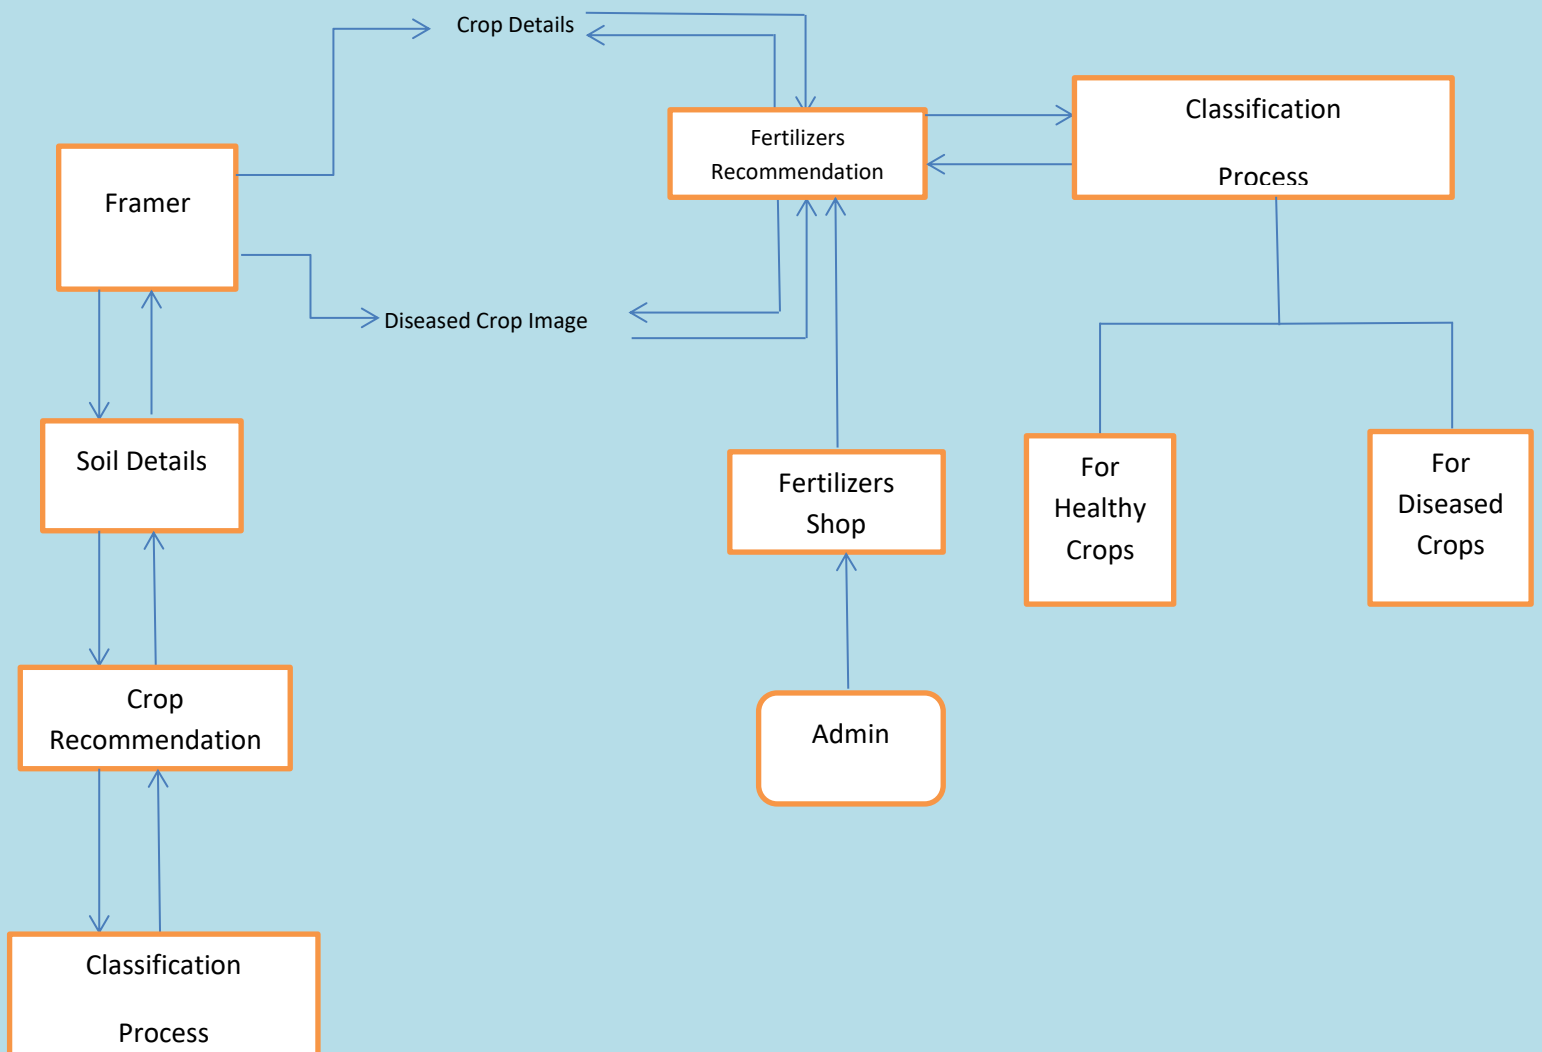 Crop Details
Fertilizers
Recommendation
Classification
Process
Framer
Diseased Crop Image
Soil Details
Fertilizers
Shop
For
Healthy
Crops
For
Diseased
Crops
Crop
Recommendation
Admin
Classification
Process